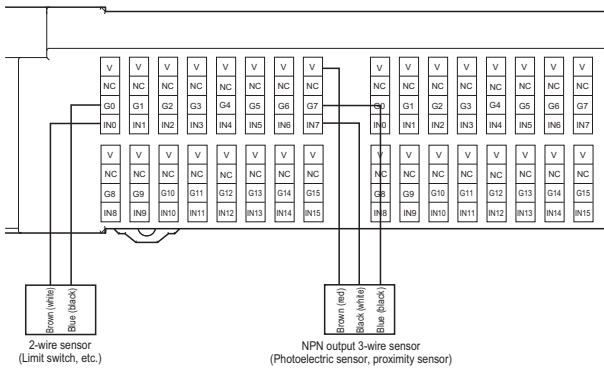 V V V V V V V V V V V V V V V V
NC NC NC NC NC NC NC NC NC NC NC NC NC NC NC NC
G0 G1 G2 G3 G4 G5 G6 G7 G0 G1 G2 G3 G4 G5 G6 G7
IN0 IN1 IN2 IN3 IN4 IN5 IN6 IN7 IN0 IN1 IN2 IN3 IN4 IN5 IN6 IN7
V V V V V V V V V V V V V V V V
NC NC NC NC NC NC NC NC NC NC NC NC NC NC NC NC
G8 G9 G10 G11 G12 G13 G14 G15 G8 G9 G10 G11 G12 G13 G14 G15
IN8 IN9 IN10 IN11 IN12 IN13 IN14 IN15 IN8 IN9 IN10 IN11 IN12 IN13 IN14 IN15
Brown (white)
Blue (black)
2-wire sensor
(Limit switch, etc.)
Brown (red)
Black (white)
Blue (black)
NPN output 3-wire sensor
(Photoelectric sensor, proximity sensor)